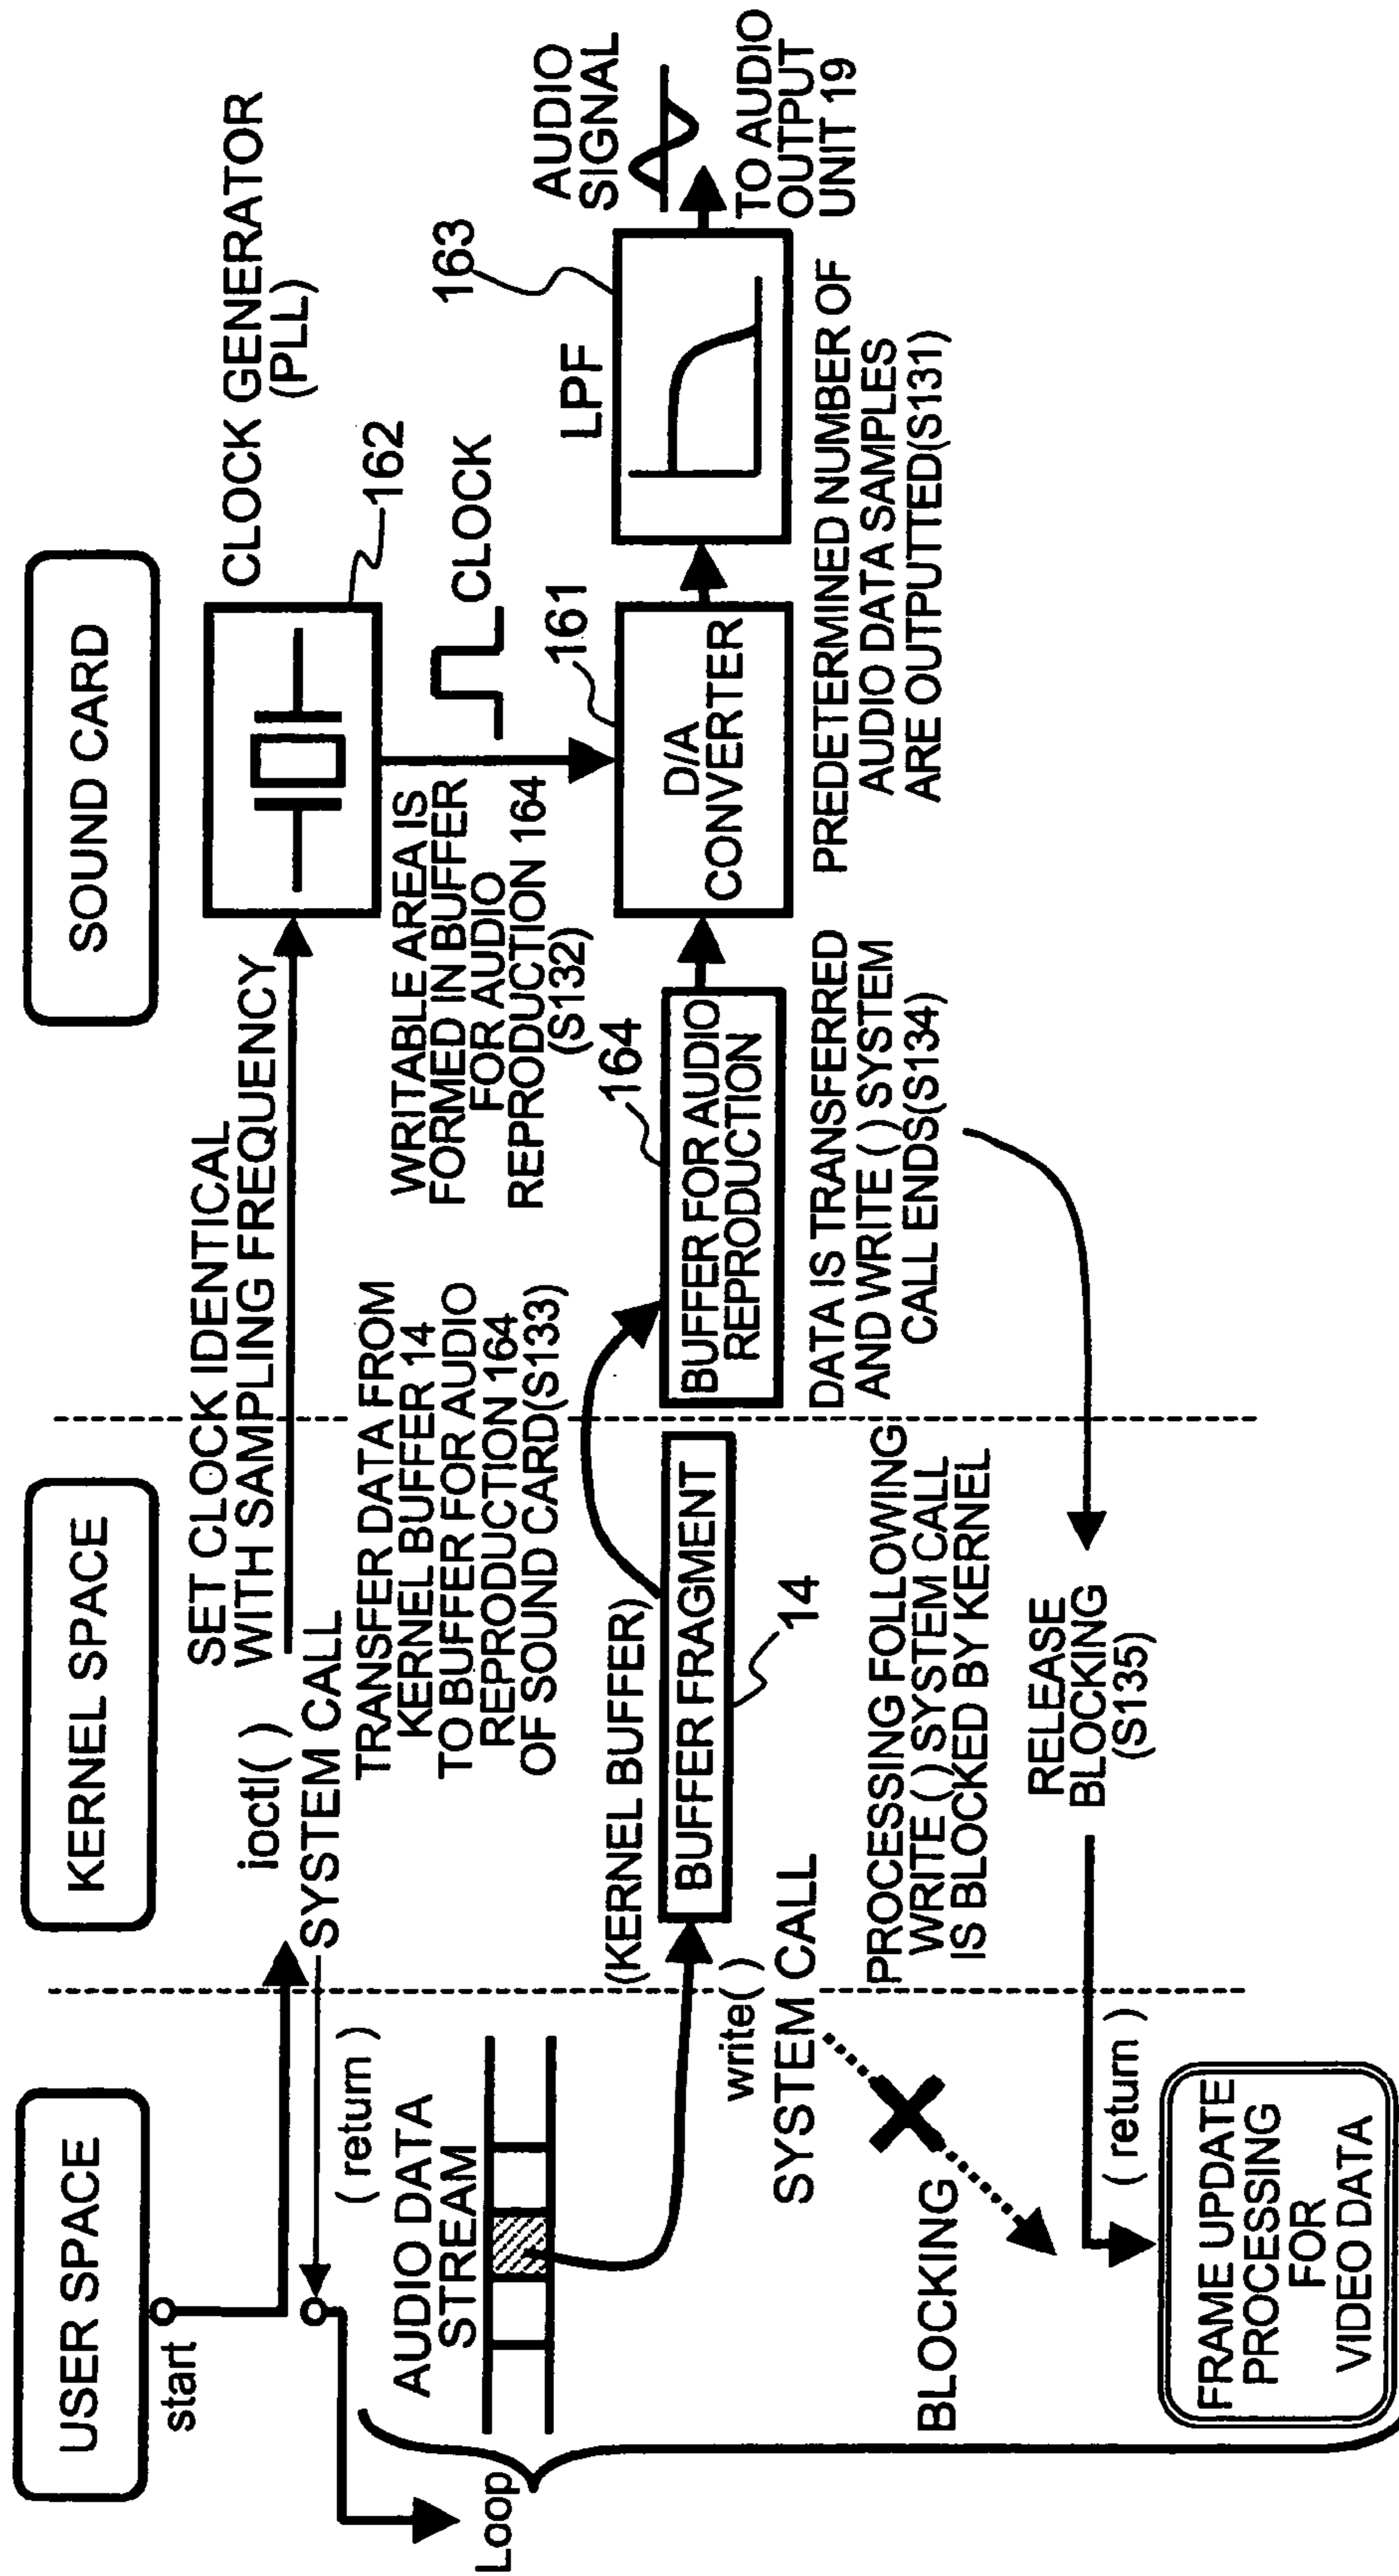 USER SPACE
KERNEL SPACE
SOUND CARD
start
ioctl( )
SYSTEM CALL
( return )
Loop
SET CLOCK IDENTICAL
WITH SAMPLING FREQUENCY
CLOCK GENERATOR
(PLL)
162
CLOCK
AUDIO DATA
STREAM
(KERNEL BUFFER)
BUFFER FRAGMENT
14
TRANSFER DATA FROM
KERNEL BUFFER 14
TO BUFFER FOR AUDIO
REPRODUCTION 164
OF SOUND CARD(S133)
WRITABLE AREA IS
FORMED IN BUFFER
FOR AUDIO
REPRODUCTION 164
(S132)
164
BUFFER FOR AUDIO
REPRODUCTION
161
D/A
CONVERTER
163
LPF
AUDIO
SIGNAL
TO AUDIO
OUTPUT
UNIT 19
PREDETERMINED NUMBER OF
AUDIO DATA SAMPLES
ARE OUTPUTTED(S131)
DATA IS TRANSFERRED
AND WRITE ( ) SYSTEM
CALL ENDS(S134)
write( )
SYSTEM CALL
PROCESSING FOLLOWING
WRITE ( ) SYSTEM CALL
IS BLOCKED BY KERNEL
BLOCKING
RELEASE
BLOCKING
(S135)
( return )
FRAME UPDATE
PROCESSING
FOR
VIDEO DATA